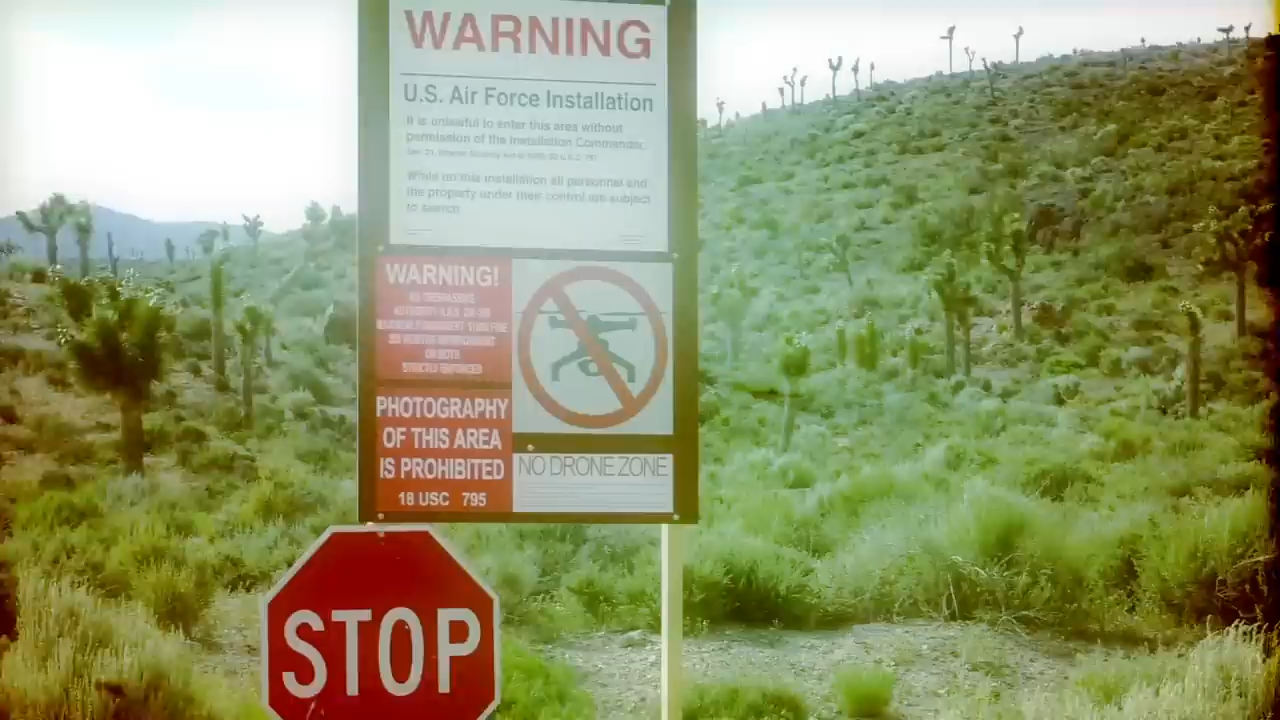 WARNING
U.S. Air Force Installation
It is unlawful to enter this area without
permission of the Installation Commander.
While on this installation all personnel and
the property under their control are subject
to search
WARNING!
NO TRESPASSING
STRICTLY ENFORCED
PHOTOGRAPHY
OF THIS AREA
IS PROHIBITED
18 USC 795
NO DRONE ZONE
STOP